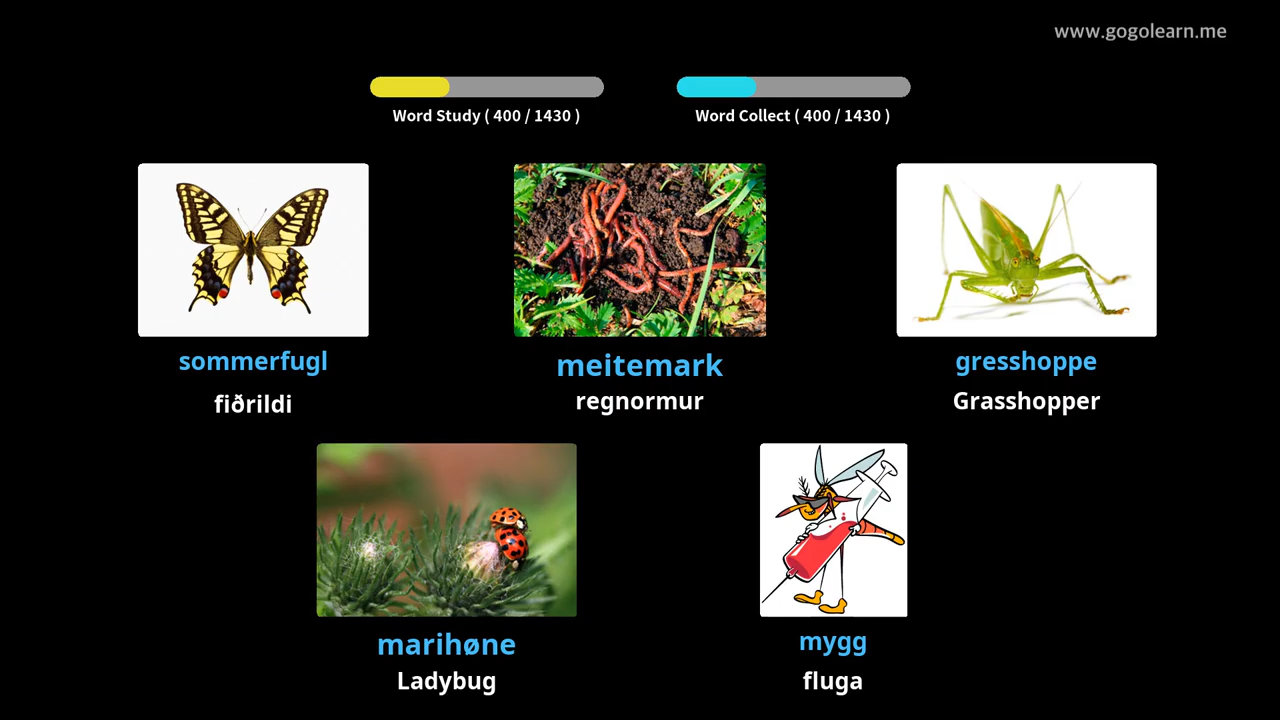 www.gogolearn.me
Word Study ( 400 / 1430 )
Word Collect ( 400 / 1430 )
sommerfugl
fiðrildi
meitemark
regnormur
gresshoppe
Grasshopper
marihøne
Ladybug
mygg
fluga